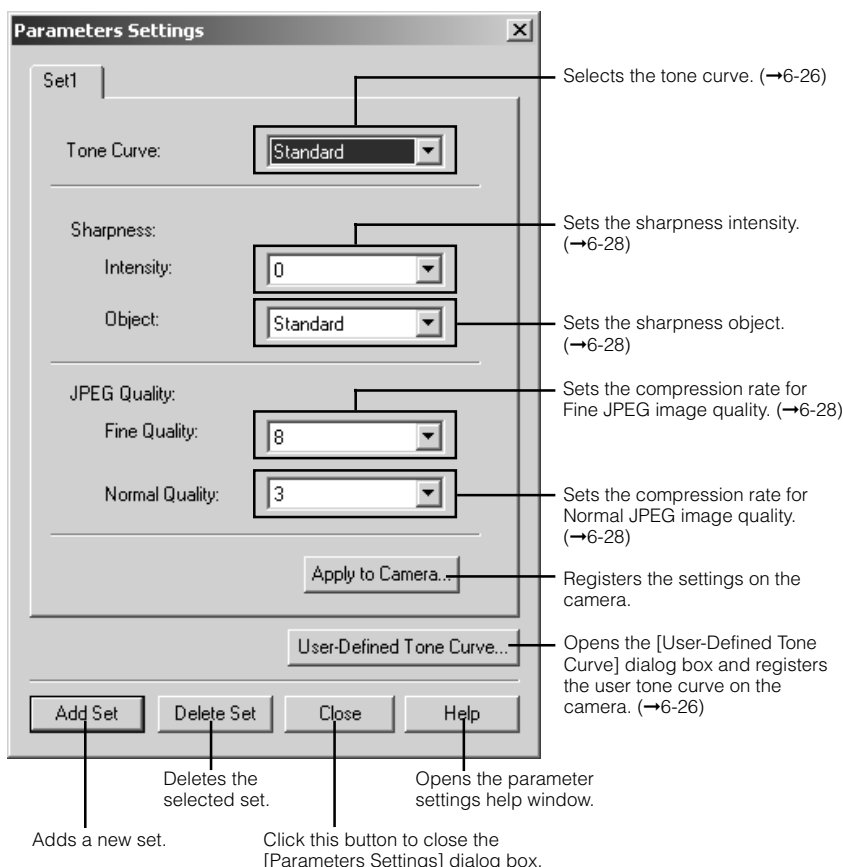 Parameters Settings
Set1
Selects the tone curve. (→6-26)
Tone Curve:
Standard
Sharpness:
Sets the sharpness intensity.
(→6-28)
Intensity:
0
Object:
Standard
Sets the sharpness object.
(→6-28)
JPEG Quality:
Sets the compression rate for
Fine JPEG image quality. (→6-28)
Fine Quality:
8
Normal Quality:
3
Sets the compression rate for
Normal JPEG image quality.
(→6-28)
Apply to Camera...
Registers the settings on the
camera.
User-Defined Tone Curve...
Opens the [User-Defined Tone
Curve] dialog box and registers
the user tone curve on the
camera. (→6-26)
Add Set
Delete Set
Close
Help
Deletes the
selected set.
Opens the parameter
settings help window.
Adds a new set.
Click this button to close the
[Parameters Settings] dialog box.